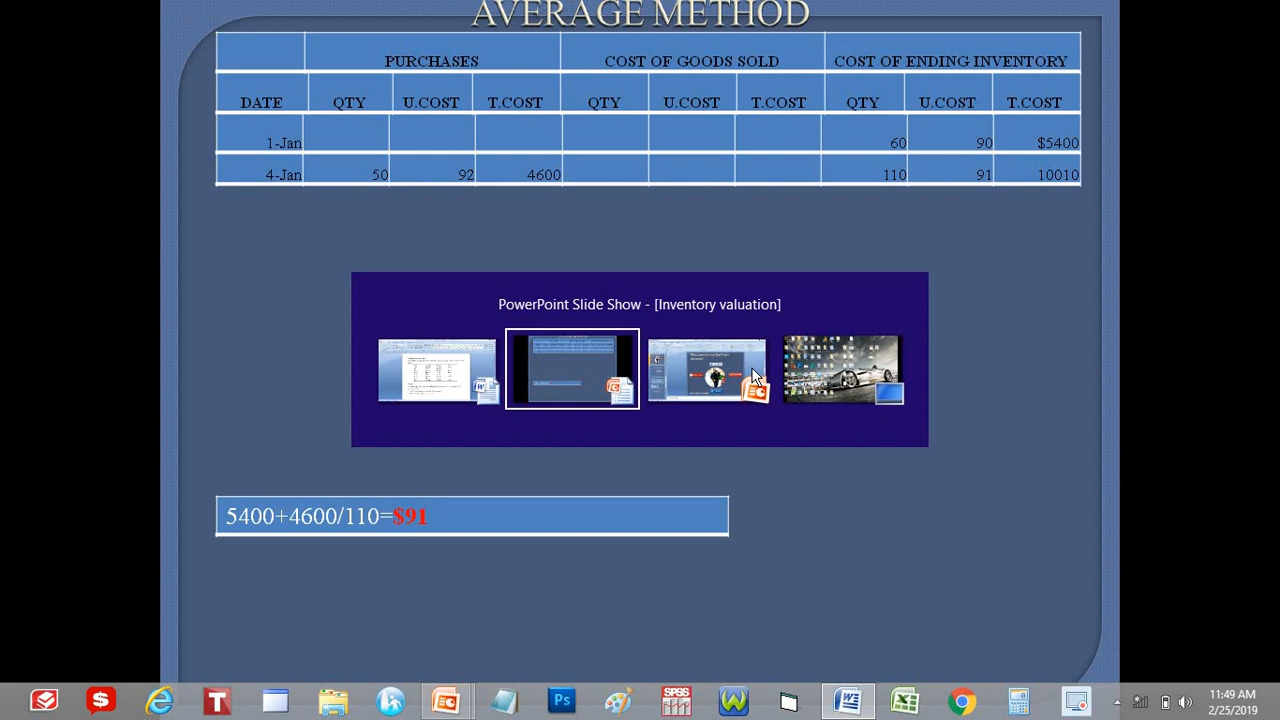 AVERAGE METHOD
PURCHASES COST OF GOODS SOLD COST OF ENDING INVENTORY
DATE QTY U.COST T.COST QTY U.COST T.COST QTY U.COST T.COST
1-Jan 60 90 $5400
4-Jan 50 92 4600 110 91 10010
PowerPoint Slide Show - [Inventory valuation]
5400+4600/110=$91
T Ps SPSS W
11:49 AM
2/25/2019